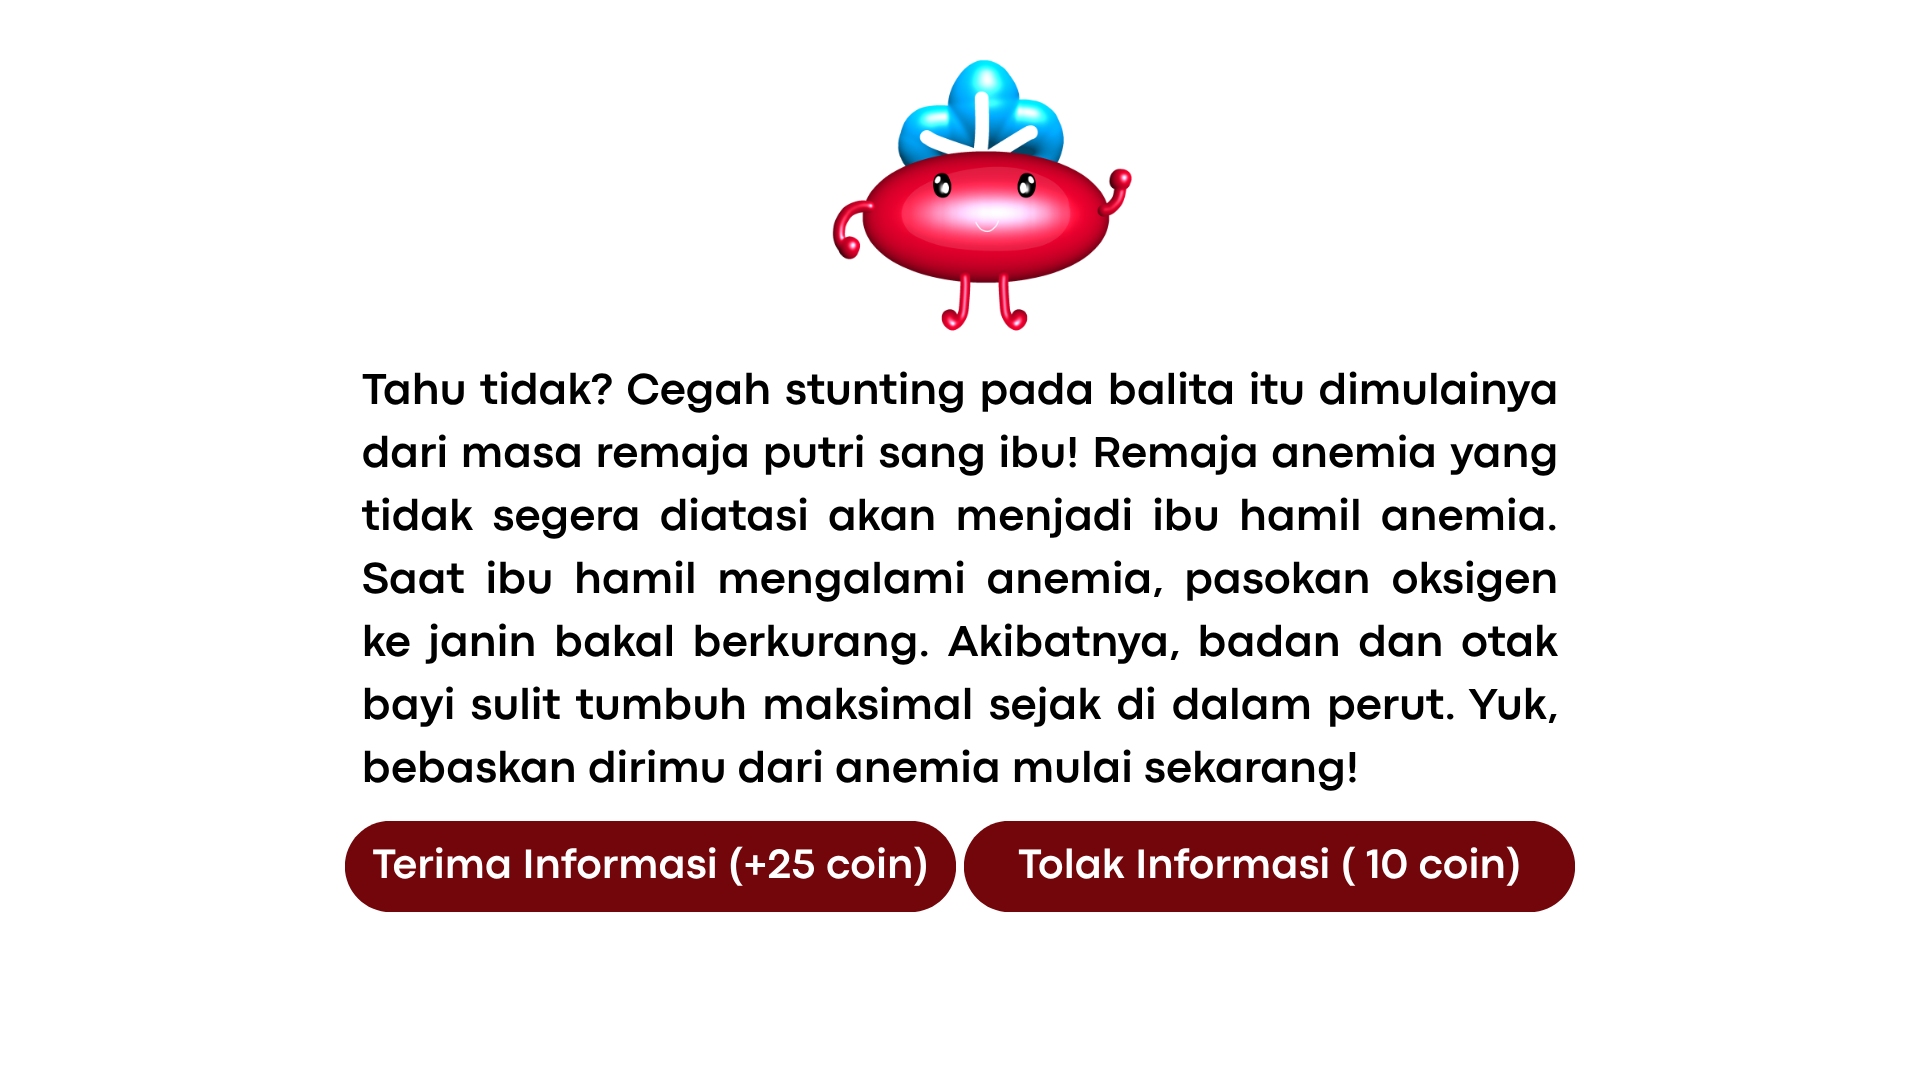 Tahu tidak? Cegah stunting pada balita itu dimulainya
dari masa remaja putri sang ibu! Remaja anemia yang
tidak segera diatasi akan menjadi ibu hamil anemia.
Saat ibu hamil mengalami anemia, pasokan oksigen
ke janin bakal berkurang. Akibatnya, badan dan otak
bayi sulit tumbuh maksimal sejak di dalam perut. Yuk,
bebaskan dirimu dari anemia mulai sekarang!
Terima Informasi (+25 coin)
Tolak Informasi ( 10 coin)